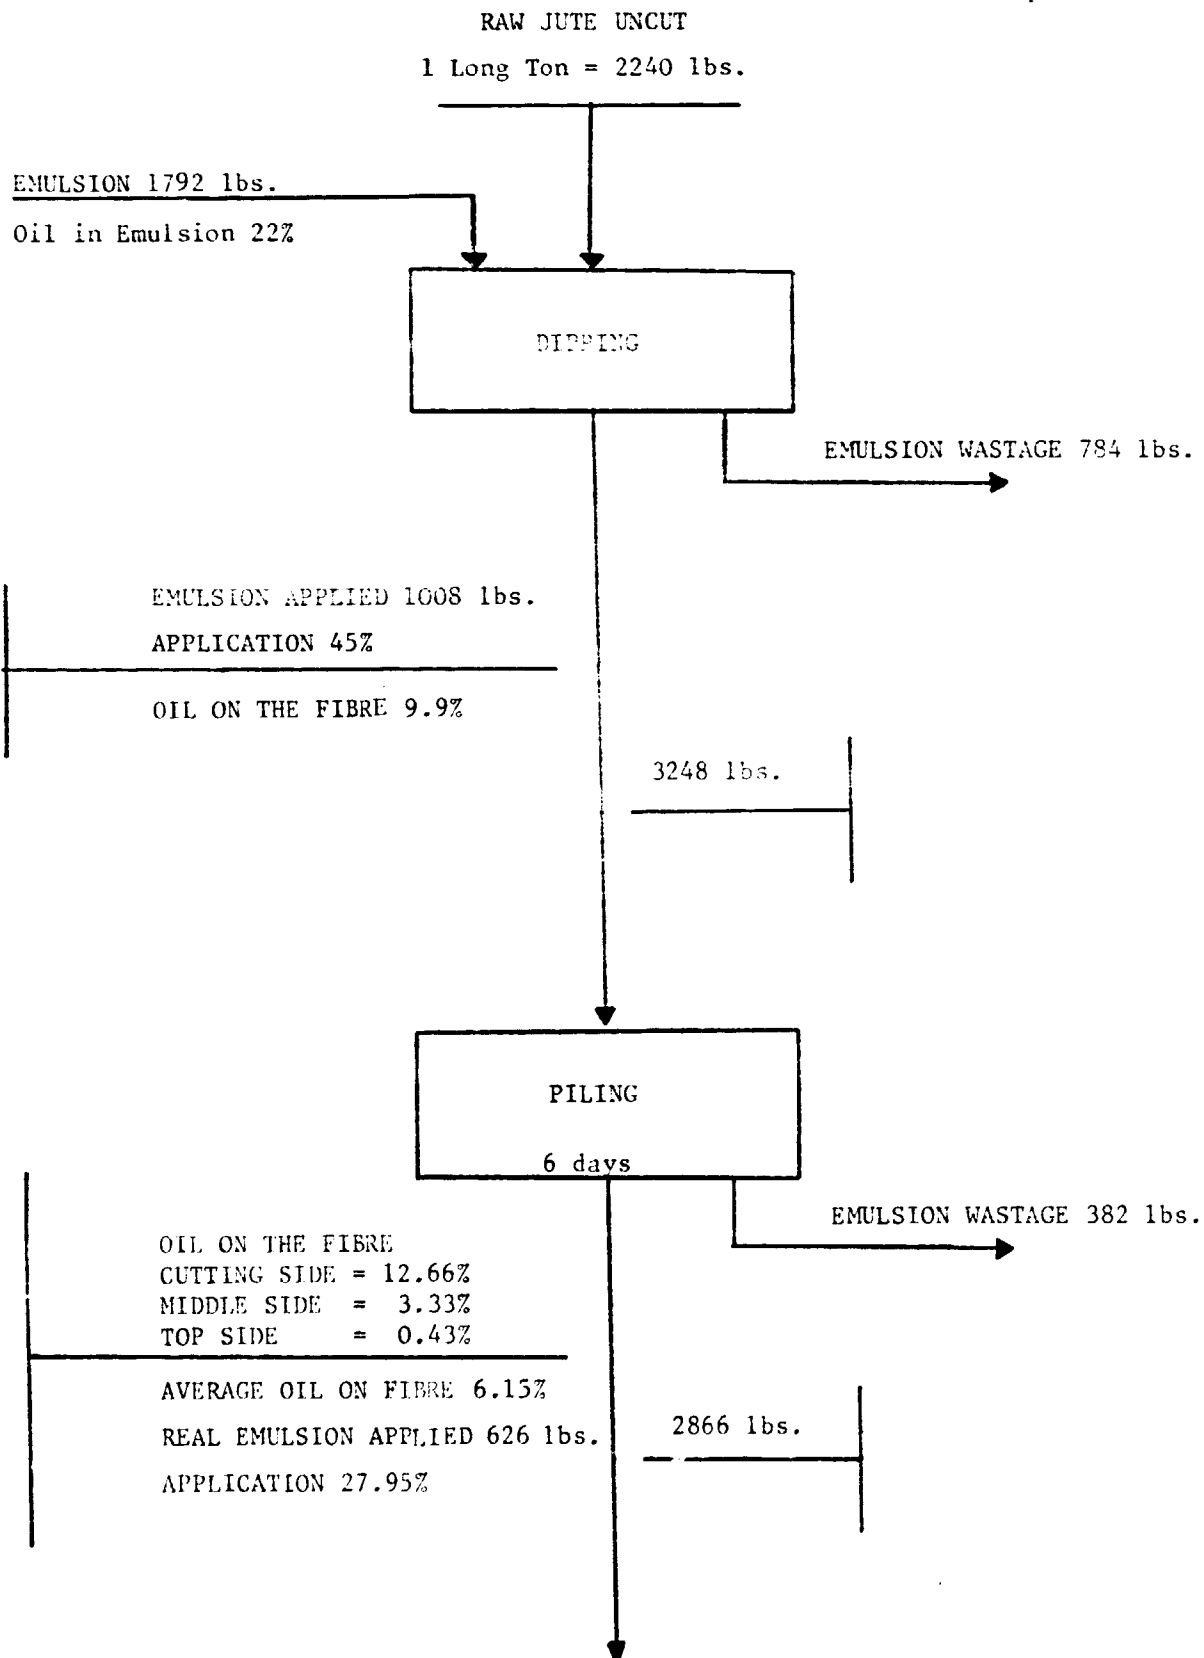 RAW JUTE UNCUT
1 Long Ton = 2240 lbs.
EMULSION 1792 lbs.
Oil in Emulsion 22%
DIPPING
EMULSION WASTAGE 784 lbs.
EMULSION APPLIED 1008 lbs.
APPLICATION 45%
OIL ON THE FIBRE 9.9%
3248 lbs.
PILING
6 days
EMULSION WASTAGE 382 lbs.
OIL ON THE FIBRE
CUTTING SIDE = 12.66%
MIDDLE SIDE = 3.33%
TOP SIDE = 0.43%
AVERAGE OIL ON FIBRE 6.15%
REAL EMULSION APPLIED 626 lbs.
APPLICATION 27.95%
2866 lbs.